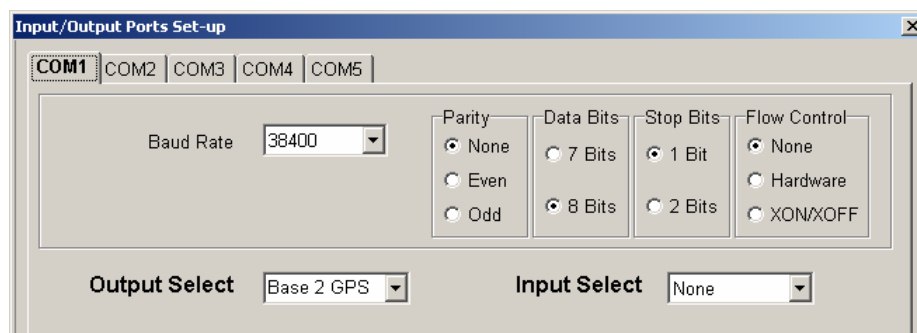 Input/Output Ports Set-up
COM1 COM2 COM3 COM4 COM5
Baud Rate 38400
Parity
None
Even
Odd
Data Bits
7 Bits
8 Bits
Stop Bits
1 Bit
2 Bits
Flow Control
None
Hardware
XON/XOFF
Output Select Base 2 GPS
Input Select None